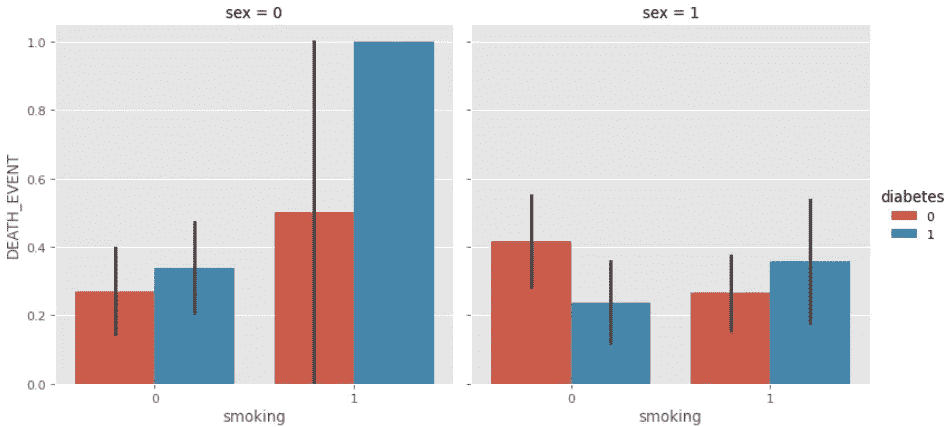 sex = 0
sex = 1
DEATH_EVENT
1.0
0.8
0.6
0.4
0.2
0.0
0
1
smoking
0
1
smoking
diabetes
0
1